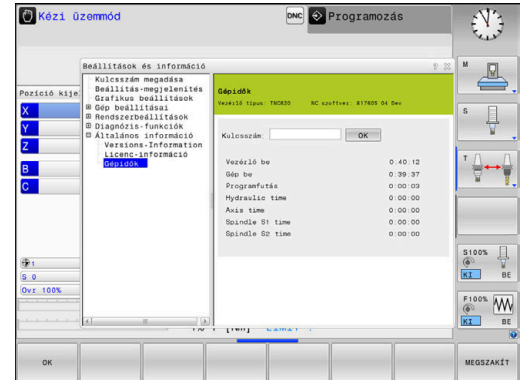 Kézi üzemmód
DNC
Programozás
Beállítások és információ
Pozíció kije
X
Y
Z
B
C
1
S 0
Ovr 100%
Kulcsszám megadása
Beállítás-megjelenítés
Grafikus beállítások
Gép beállításai
Rendszerbeállítások
Diagnózis-funkciók
Általános információ
Versions-Information
Licenc-információ
Gépidők
Gépidők
Vezérlő típus: TNC620 NC szoftver: 817605 04 Dev
Kulcsszám:
OK
Vezérlő be 0:40:12
Gép be 0:39:37
Programfutás 0:00:03
Hydraulic time 0:00:00
Axis time 0:00:00
Spindle S1 time 0:00:00
Spindle S2 time 0:00:00
M
S
T
S100%
KI BE
F100%
KI BE
OK
MEGSZAKÍT